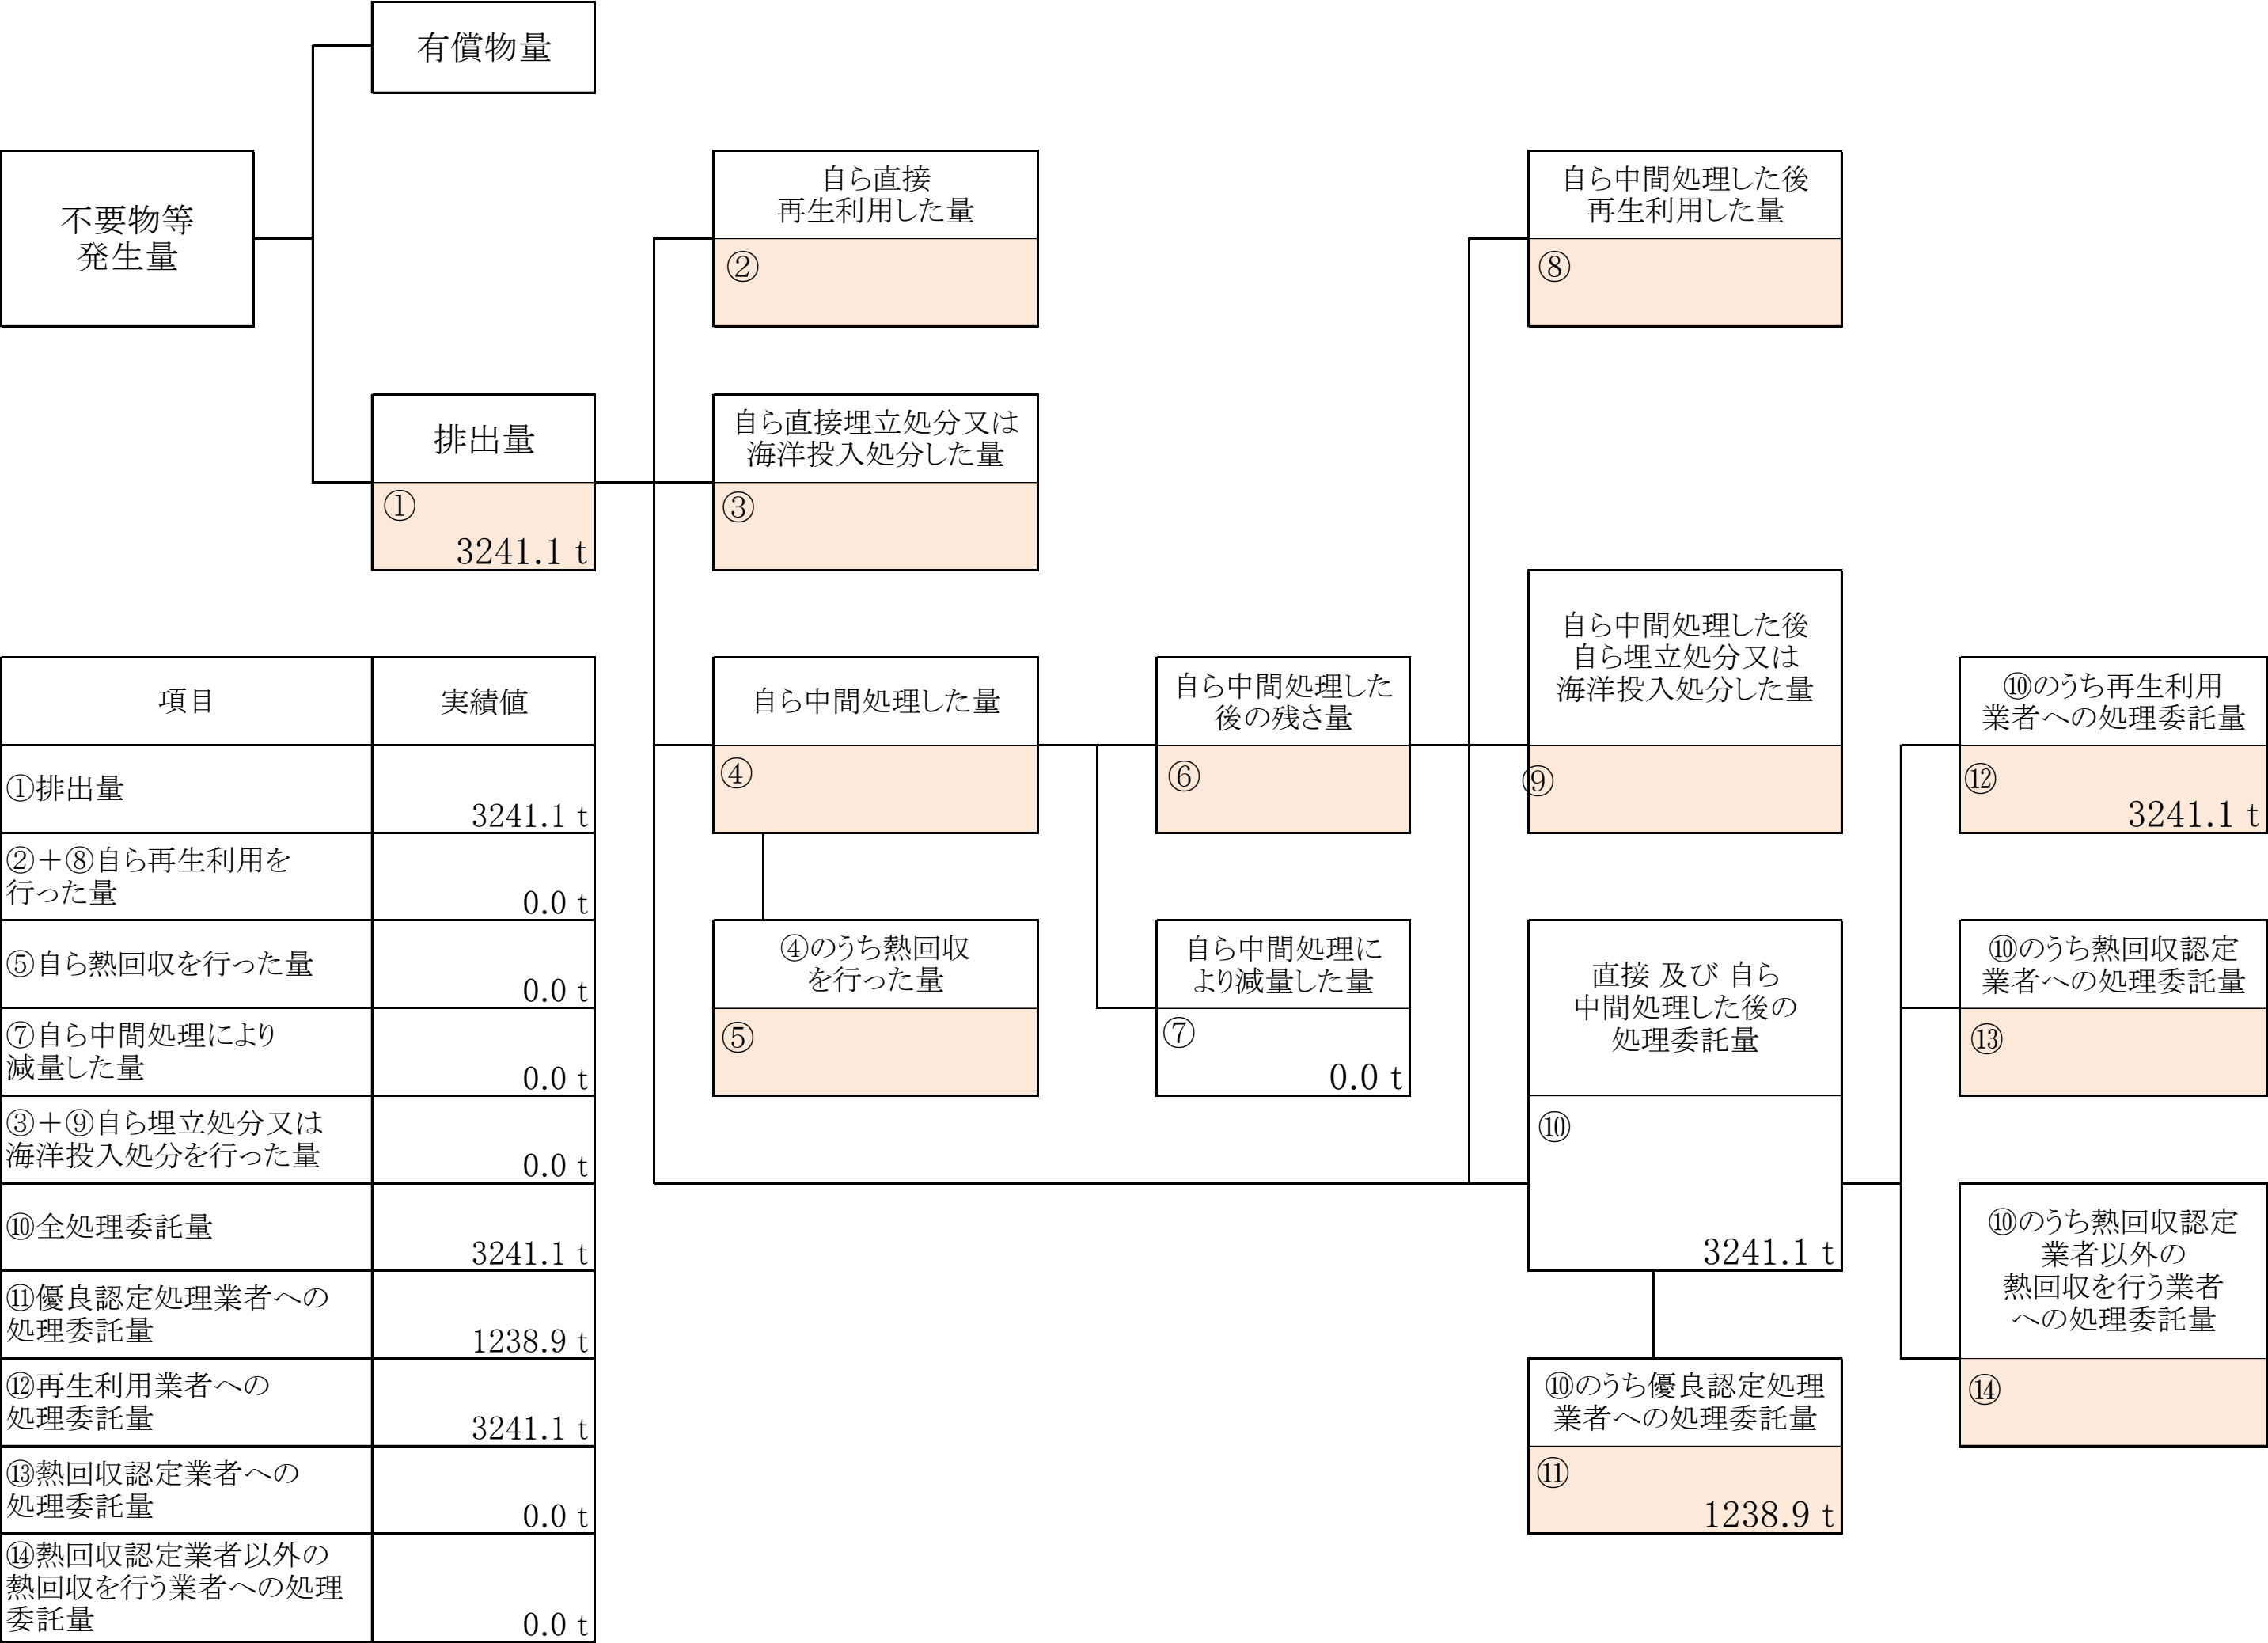 有償物量
不要物等
発生量
自ら直接
再生利用した量
②
自ら中間処理した後
再生利用した量
⑧
排出量
①
3241.1 t
自ら直接埋立処分又は
海洋投入処分した量
③
自ら中間処理した量
④
自ら中間処理した
後の残さ量
⑥
自ら中間処理した後
自ら埋立処分又は
海洋投入処分した量
⑨
⑩のうち再生利用
業者への処理委託量
⑫
3241.1 t
④のうち熱回収
を行った量
⑤
自ら中間処理に
より減量した量
⑦
0.0 t
直接 及び 自ら
中間処理した後の
処理委託量
⑩
3241.1 t
⑩のうち熱回収認定
業者への処理委託量
⑬
⑩のうち熱回収認定
業者以外の
熱回収を行う業者
への処理委託量
⑭
⑩のうち優良認定処理
業者への処理委託量
⑪
1238.9 t
項目 実績値
①排出量
3241.1 t
②＋⑧自ら再生利用を
行った量
0.0 t
⑤自ら熱回収を行った量
0.0 t
⑦自ら中間処理により
減量した量
0.0 t
③＋⑨自ら埋立処分又は
海洋投入処分を行った量
0.0 t
⑩全処理委託量
3241.1 t
⑪優良認定処理業者への
処理委託量
1238.9 t
⑫再生利用業者への
処理委託量
3241.1 t
⑬熱回収認定業者への
処理委託量
0.0 t
⑭熱回収認定業者以外の
熱回収を行う業者への処理
委託量
0.0 t